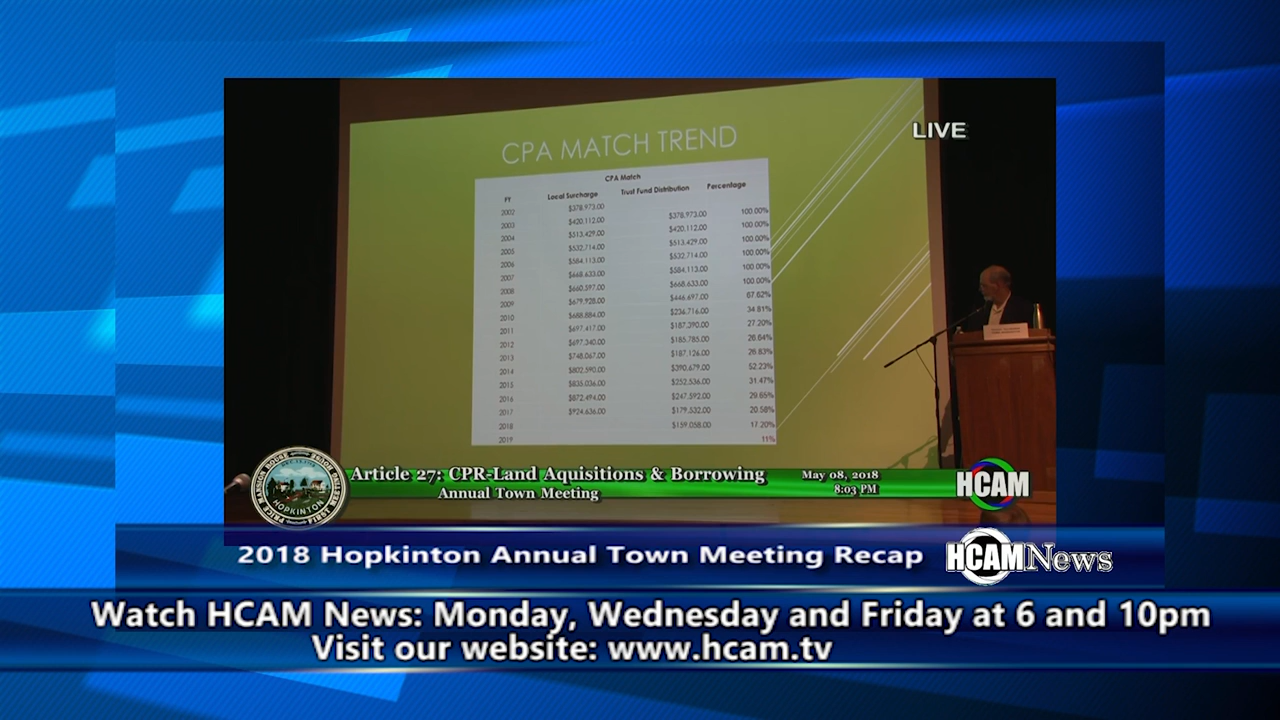 CPA MATCH TREND
LIVE
CPA Match
FY Local Surcharge Trust Fund Distribution Percentage
2002 $378,973.00
2003 $420,112.00 $378,973.00 100.00%
2004 $513,429.00 $420,112.00 100.00%
2005 $532,714.00 $513,429.00 100.00%
2006 $584,113.00 $532,714.00 100.00%
2007 $668,633.00 $584,113.00 100.00%
2008 $660,597.00 $668,633.00 100.00%
2009 $679,928.00 $446,697.00 67.62%
2010 $688,884.00 $236,716.00 34.81%
2011 $697,417.00 $187,390.00 27.20%
2012 $697,340.00 $185,785.00 26.64%
2013 $748,067.00 $187,126.00 26.83%
2014 $802,590.00 $390,679.00 52.23%
2015 $835,036.00 $252,536.00 31.47%
2016 $872,494.00 $247,592.00 29.65%
2017 $924,636.00 $179,532.00 20.58%
2018 $159,058.00 17.20%
2019 11%
HOPKINTON
Article 27: CPR-Land Aquisitions & Borrowing
Annual Town Meeting
May 08, 2018
8:03 PM
HCAM
2018 Hopkinton Annual Town Meeting Recap
HCAMNews
Watch HCAM News: Monday, Wednesday and Friday at 6 and 10pm
Visit our website: www.hcam.tv